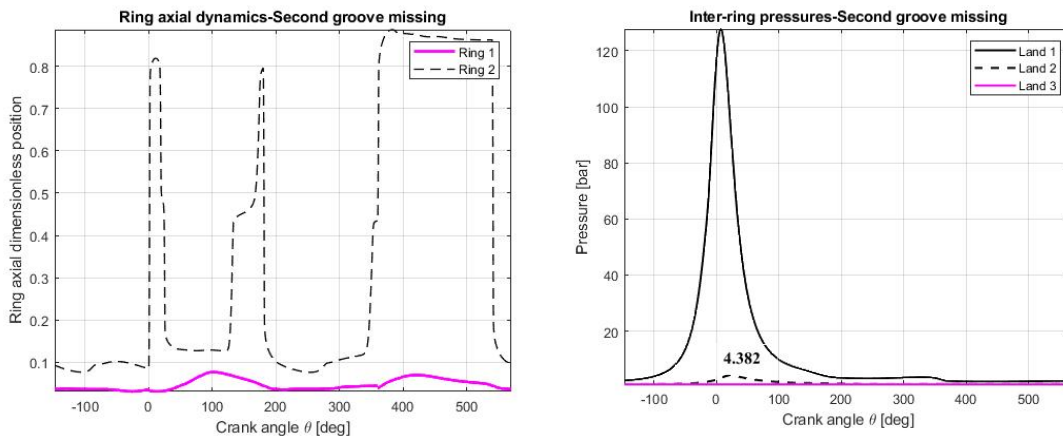 Ring axial dynamics-Second groove missing
Ring 1
Ring 2
0.8
0.7
0.6
0.5
0.4
0.3
0.2
0.1
Ring axial dimensionless position
-100 0 100 200 300 400 500
Crank angle θ [deg]
Inter-ring pressures-Second groove missing
Land 1
Land 2
Land 3
120
100
80
60
40
20
Pressure [bar]
4.382
-100 0 100 200 300 400 500
Crank angle θ [deg]